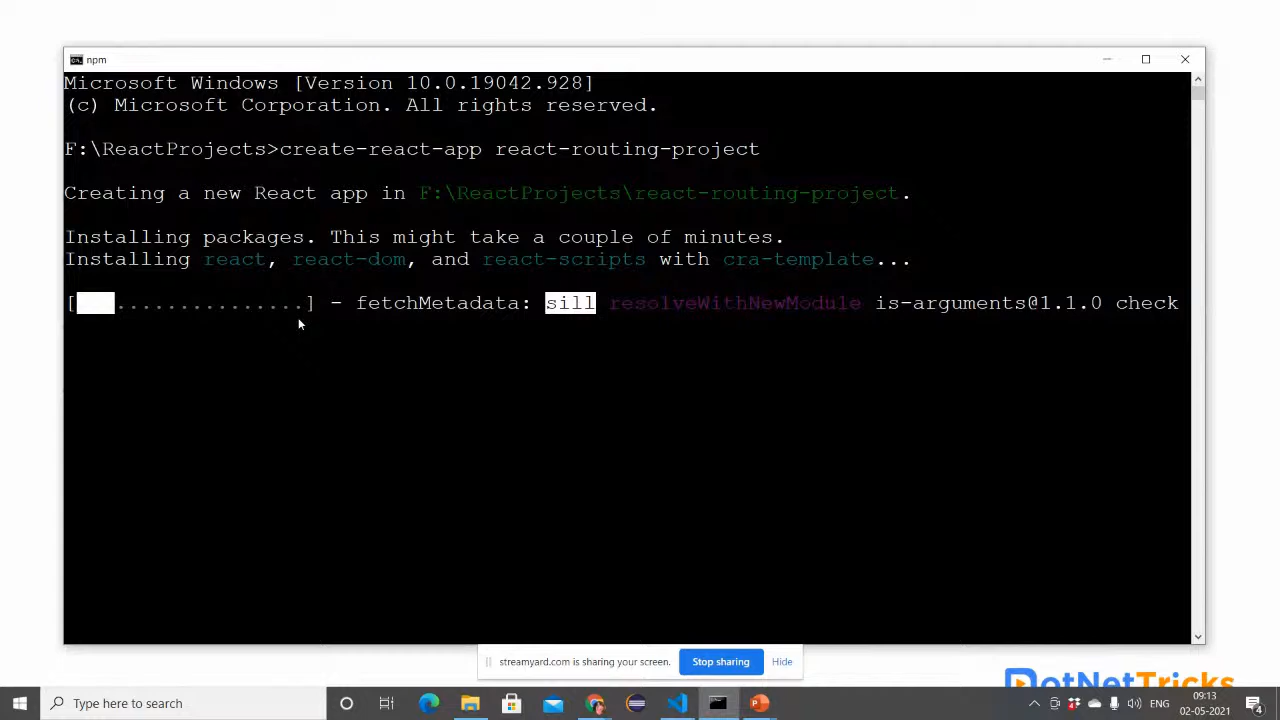 npm
Microsoft Windows [Version 10.0.19042.928]
(c) Microsoft Corporation. All rights reserved.
F:\ReactProjects>create-react-app react-routing-project
Creating a new React app in F:\ReactProjects\react-routing-project.
Installing packages. This might take a couple of minutes.
Installing react, react-dom, and react-scripts with cra-template...
[ ...............] - fetchMetadata: sill resolveWithNewModule is-arguments@1.1.0 check
streamyard.com is sharing your screen. Stop sharing Hide
DotNetTricks
Type here to search
ENG
09:13
02-05-2021
4